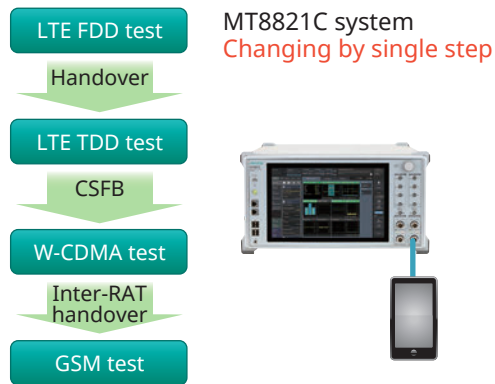 LTE FDD test
Handover
LTE TDD test
CSFB
W-CDMA test
Inter-RAT
handover
GSM test
MT8821C system
Changing by single step